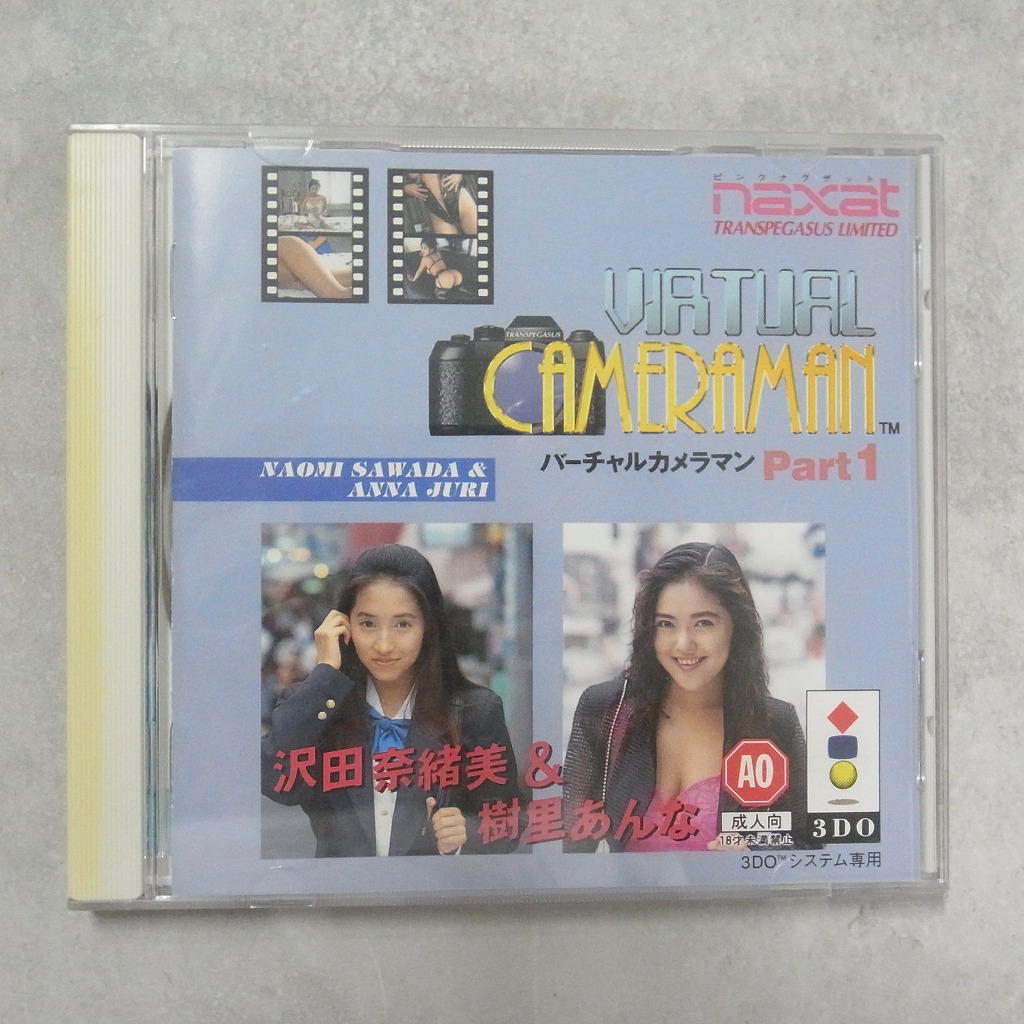 ピンクナグザット
naxat
TRANSPEGASUS LIMITED
VIRTUAL
TRANSPEGASUS
CAMERAMAN™
バーチャルカメラマン Part 1
NAOMI SAWADA &
ANNA JURI
沢田奈緒美 &
樹里あんな
AO
成人向
18才未満禁止
3DO
3DO™システム専用